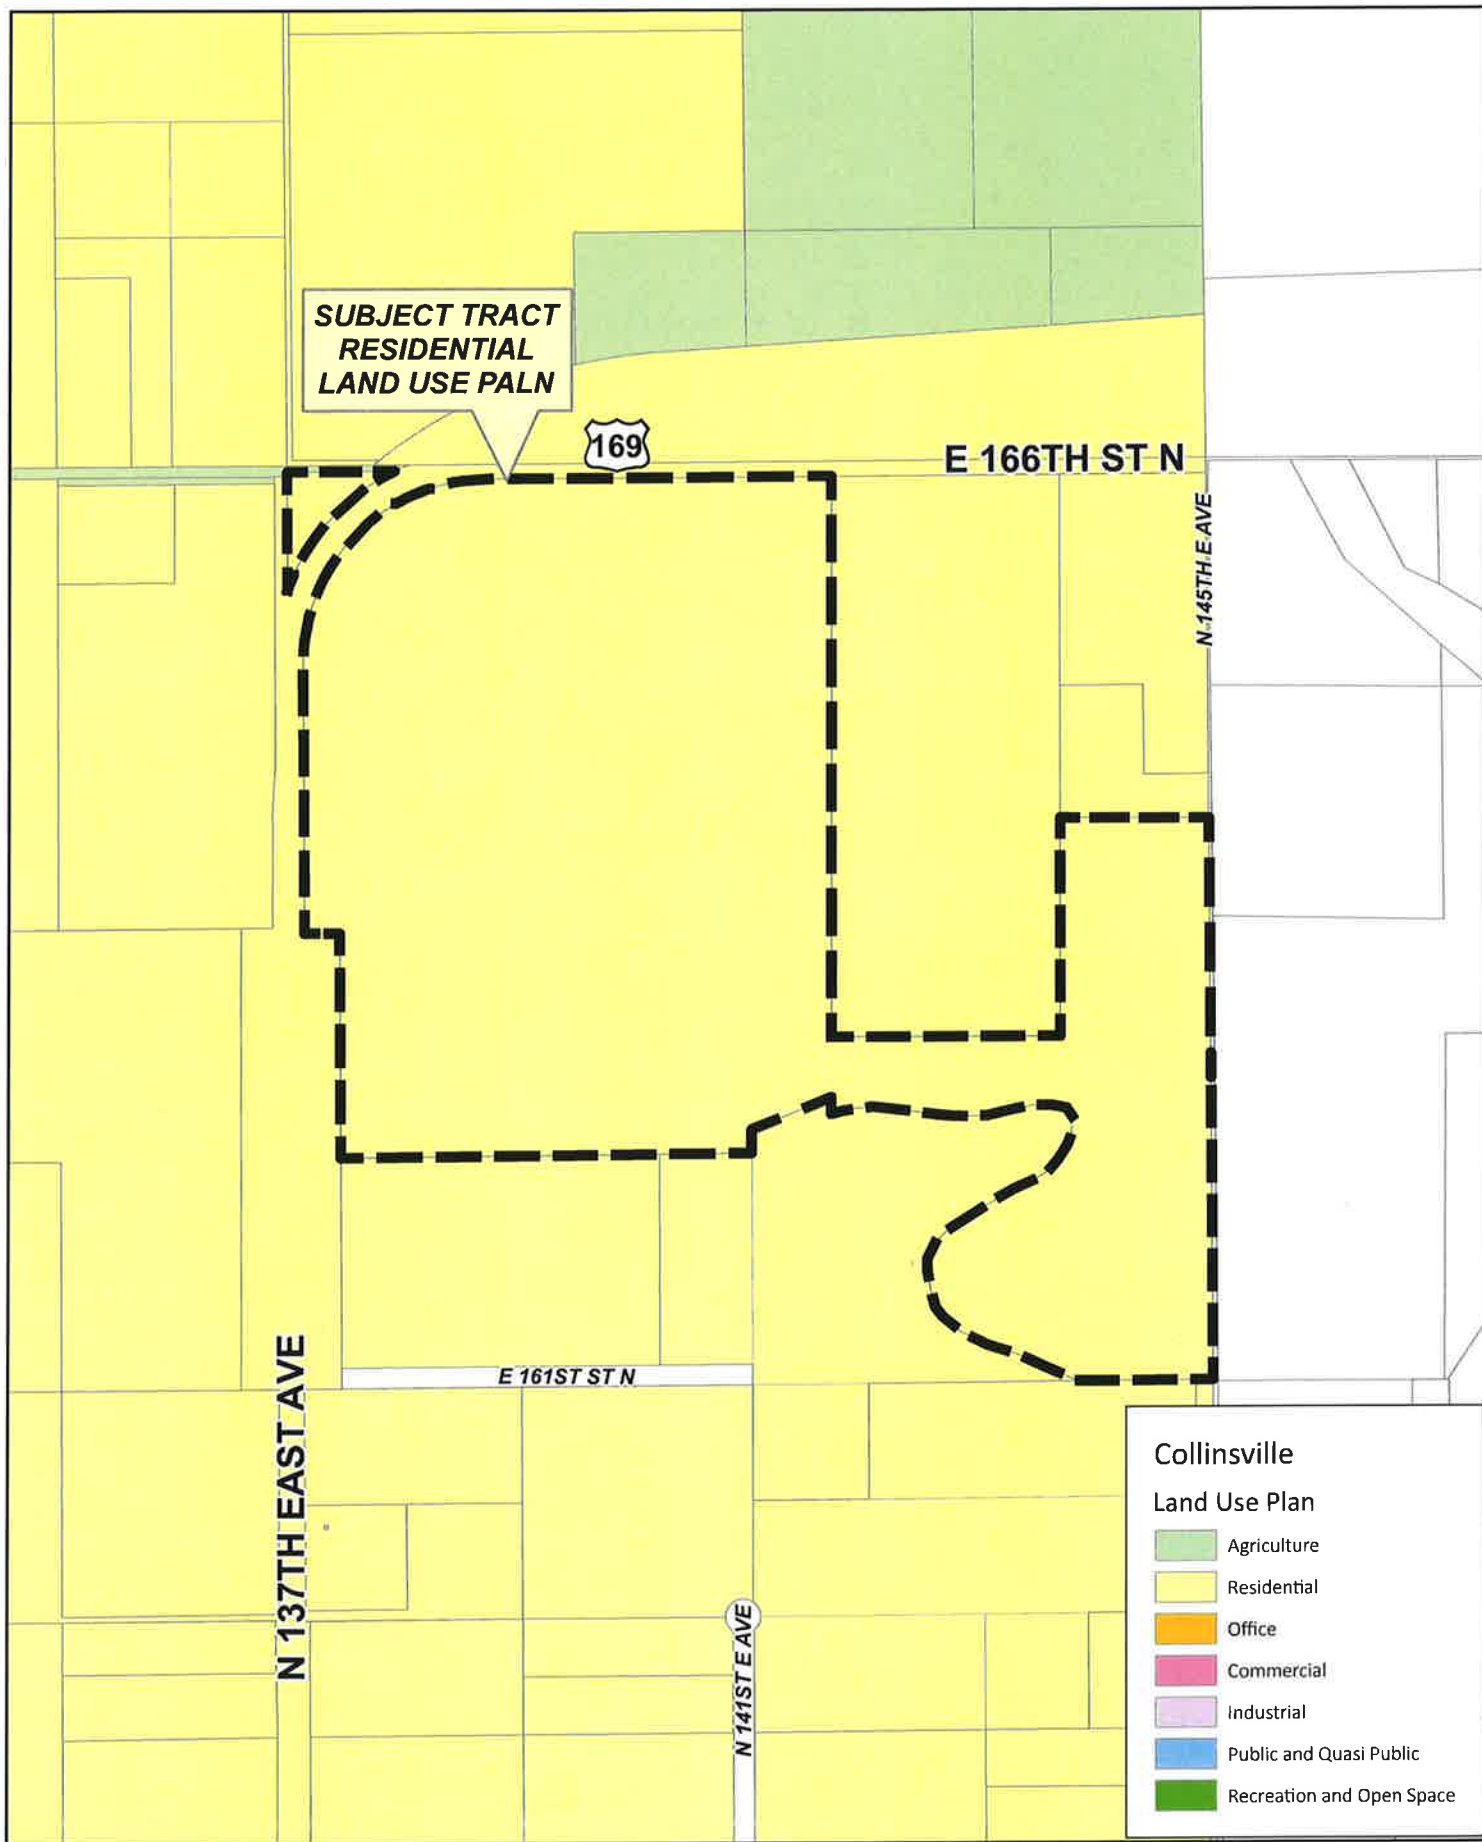 SUBJECT TRACT
RESIDENTIAL
LAND USE PALN
169
E 166TH ST N
N 145TH E AVE
E 161ST ST N
N 137TH EAST AVE
N 141ST E AVE
Collinsville
Land Use Plan
Agriculture
Residential
Office
Commercial
Industrial
Public and Quasi Public
Recreation and Open Space